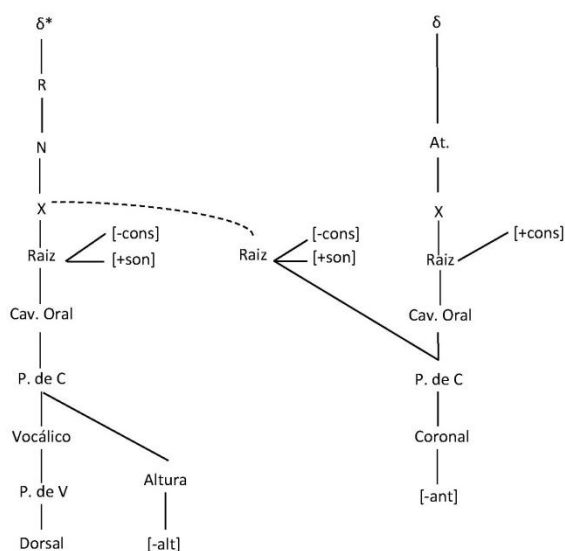 δ* δ
R
N At.
X X
[-cons] [-cons] [+cons]
Raiz [+son] Raiz [+son] Raiz
Cav. Oral Cav. Oral
P. de C P. de C
Vocálico Coronal
Altura
P. de V [-ant]
Dorsal [-alt]